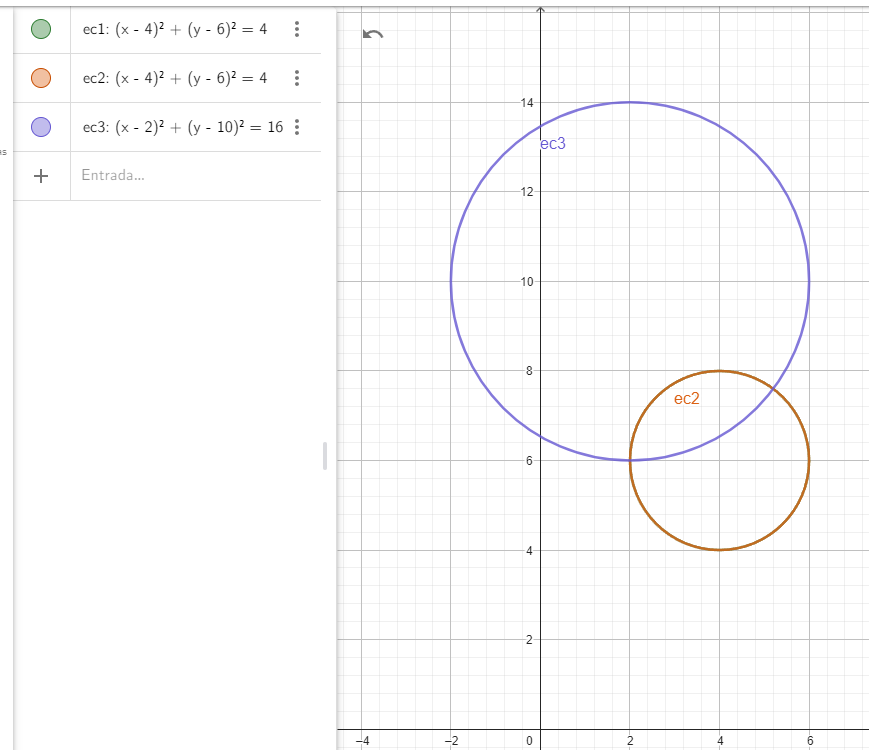 ec1: (x - 4)² + (y - 6)² = 4
ec2: (x - 4)² + (y - 6)² = 4
ec3: (x - 2)² + (y - 10)² = 16
as
+ Entrada...
14
ec3
12
10
8
ec2
6
4
2
−4 −2 0 2 4 6